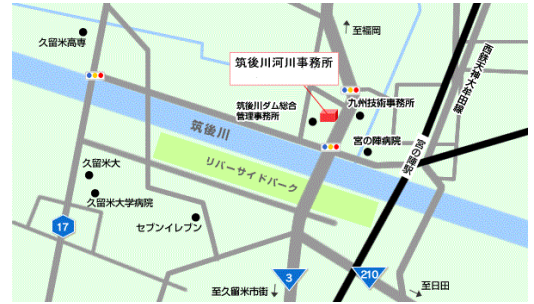 至福岡
久留米高専
西鉄天神大牟田線
筑後川河川事務所
筑後川ダム総合
管理事務所
九州技術事務所
筑後川
宮の陣病院
宮の陣駅
リバーサイドパーク
久留米大
久留米大学病院
セブンイレブン
17
3
210
至久留米市街
至日田